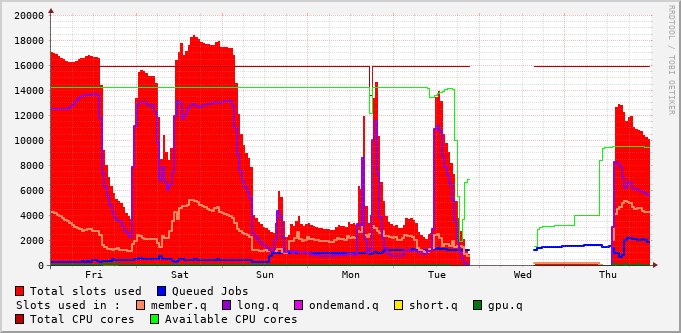 20000
18000
16000
14000
12000
10000
8000
6000
4000
2000
0
Fri Sat Sun Mon Tue Wed Thu
Total slots used Queued Jobs
Slots used in : member.q long.q ondemand.q short.q gpu.q
Total CPU cores Available CPU cores
RRDTOOL / TOBI OETIKER